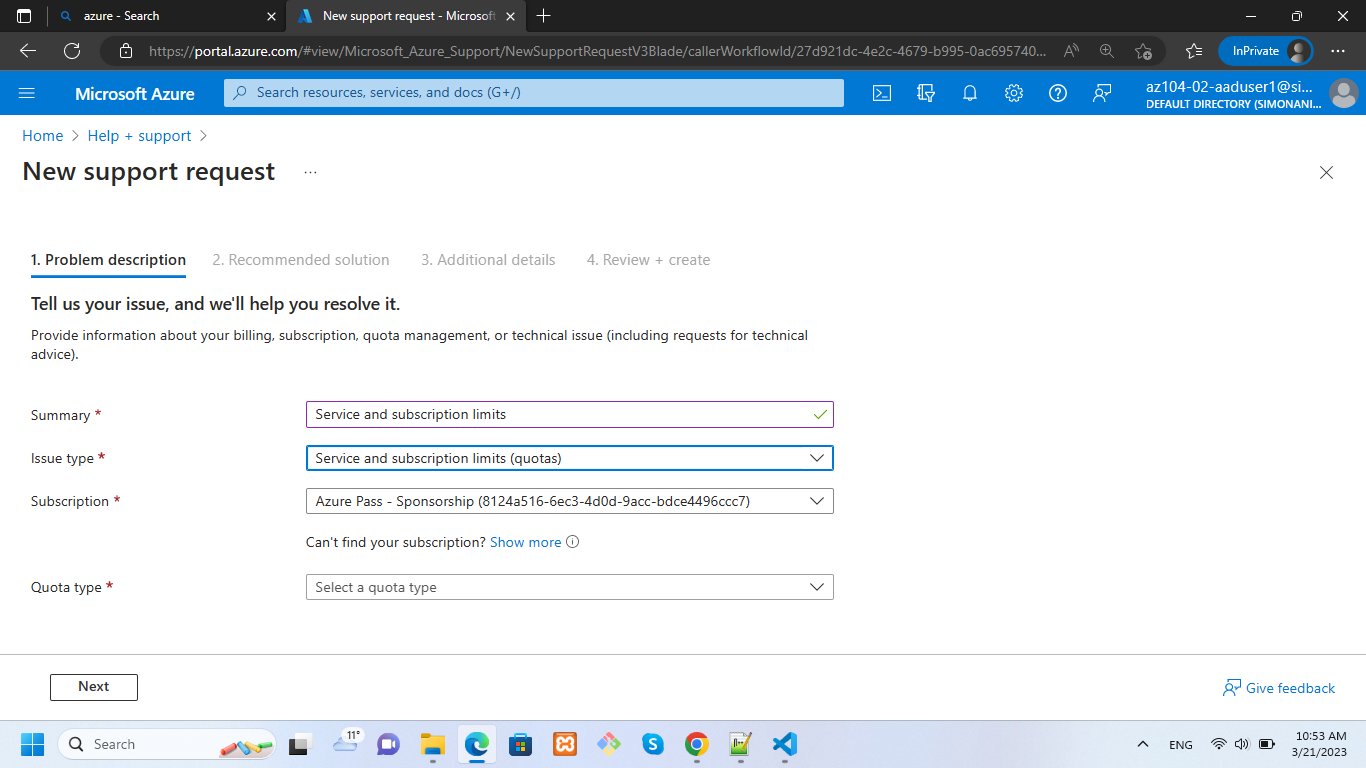 azure - Search
New support request - Microsoft
https://portal.azure.com/#view/Microsoft_Azure_Support/NewSupportRequestV3Blade/callerWorkflowId/27d921dc-4e2c-4679-b995-0ac695740...
InPrivate
Microsoft Azure
Search resources, services, and docs (G+/)
az104-02-aaduser1@si...
DEFAULT DIRECTORY (SIMONANI...
Home > Help + support >
New support request ...
1. Problem description 2. Recommended solution 3. Additional details 4. Review + create
Tell us your issue, and we'll help you resolve it.
Provide information about your billing, subscription, quota management, or technical issue (including requests for technical
advice).
Summary * Service and subscription limits
Issue type * Service and subscription limits (quotas)
Subscription * Azure Pass - Sponsorship (8124a516-6ec3-4d0d-9acc-bdce4496ccc7)
Can't find your subscription? Show more
Quota type * Select a quota type
Next
Give feedback
Search
11°
ENG
10:53 AM
3/21/2023